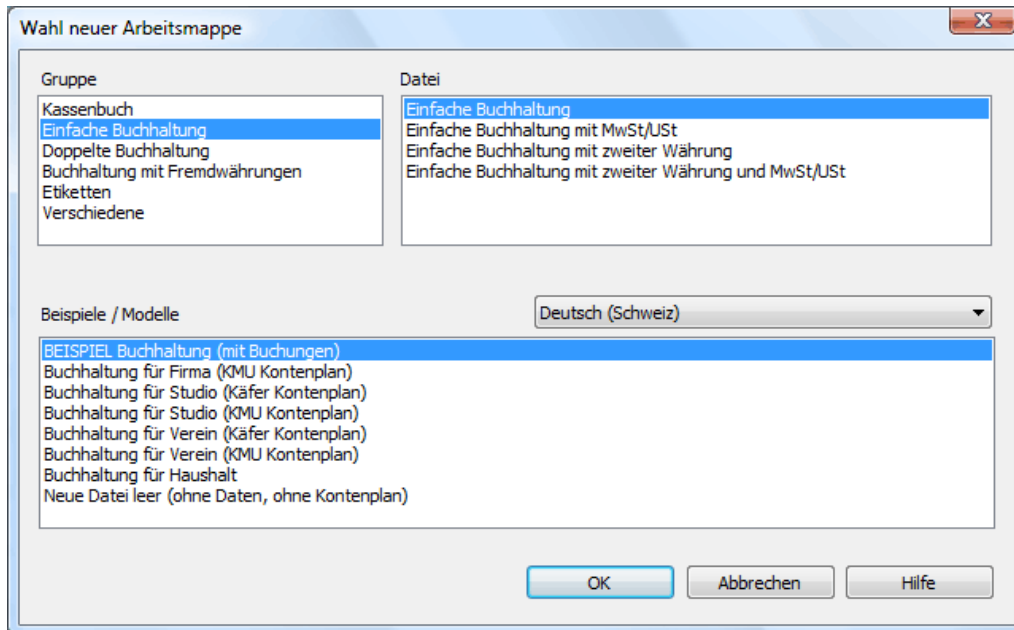 Wahl neuer Arbeitsmappe
Gruppe
Datei
Kassenbuch
Einfache Buchhaltung
Doppelte Buchhaltung
Buchhaltung mit Fremdwährungen
Etiketten
Verschiedene
Einfache Buchhaltung
Einfache Buchhaltung mit MwSt/USt
Einfache Buchhaltung mit zweiter Währung
Einfache Buchhaltung mit zweiter Währung und MwSt/USt
Beispiele / Modelle
Deutsch (Schweiz)
BEISPIEL Buchhaltung (mit Buchungen)
Buchhaltung für Firma (KMU Kontenplan)
Buchhaltung für Studio (Käfer Kontenplan)
Buchhaltung für Studio (KMU Kontenplan)
Buchhaltung für Verein (Käfer Kontenplan)
Buchhaltung für Verein (KMU Kontenplan)
Buchhaltung für Haushalt
Neue Datei leer (ohne Daten, ohne Kontenplan)
OK
Abbrechen
Hilfe